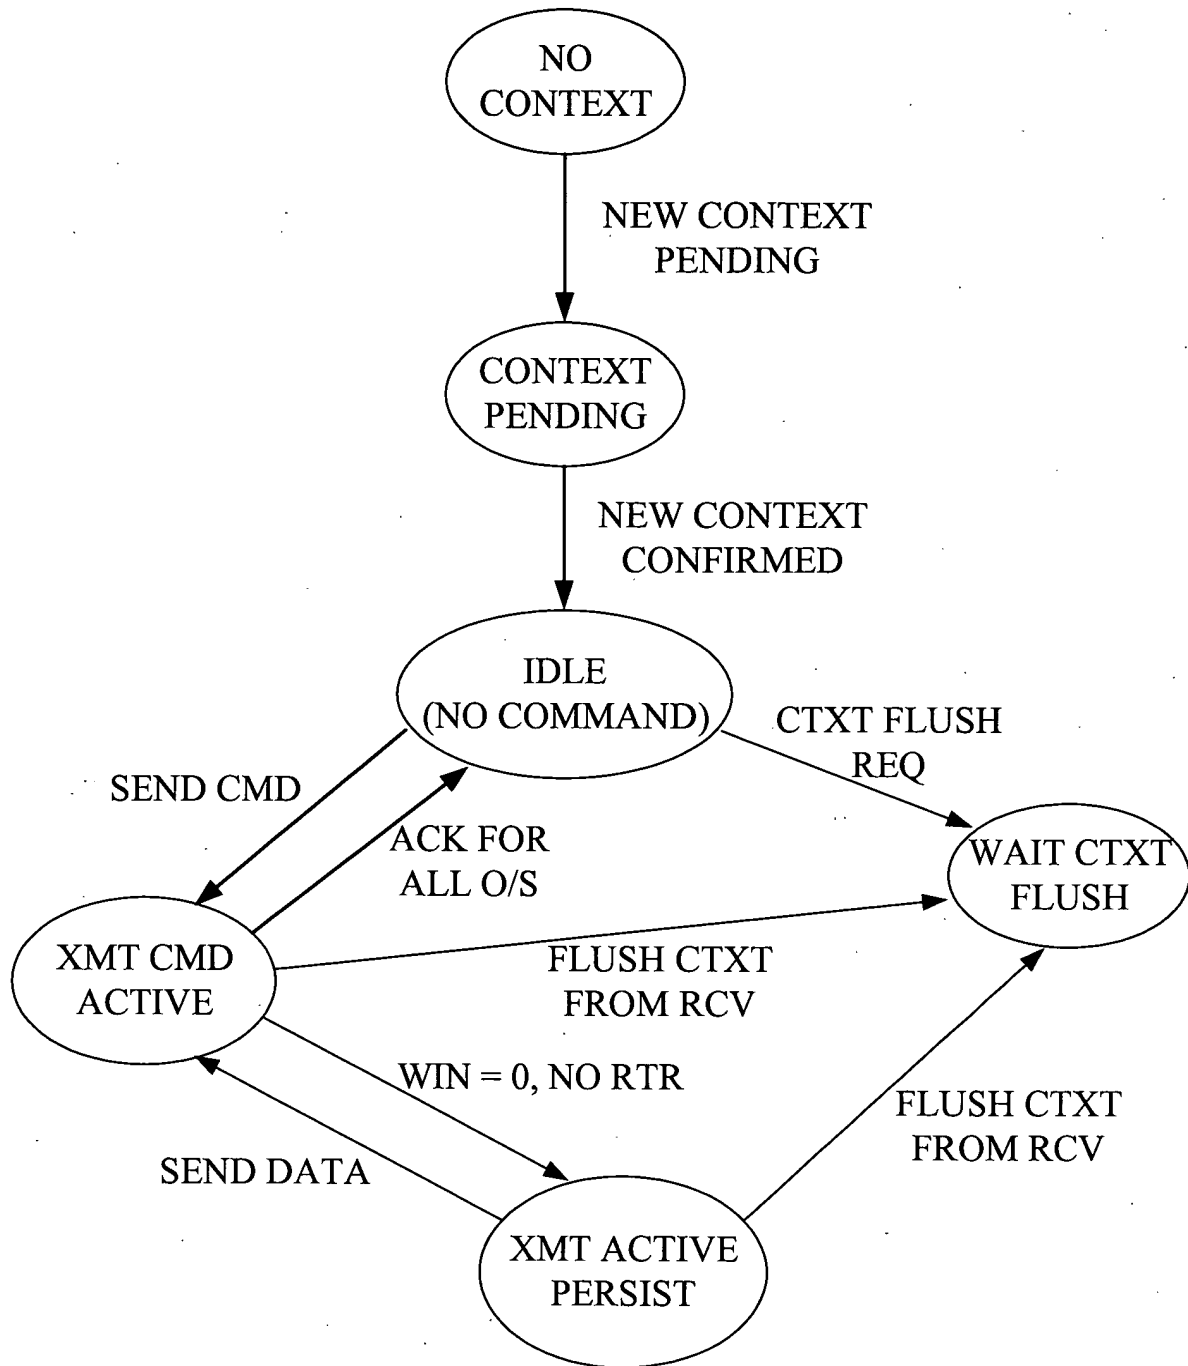 NO
CONTEXT
NEW CONTEXT
PENDING
CONTEXT
PENDING
NEW CONTEXT
CONFIRMED
IDLE
(NO COMMAND)
CTXT FLUSH
REQ
SEND CMD
ACK FOR
ALL O/S
WAIT CTXT
FLUSH
XMT CMD
ACTIVE
FLUSH CTXT
FROM RCV
WIN = 0, NO RTR
FLUSH CTXT
FROM RCV
SEND DATA
XMT ACTIVE
PERSIST